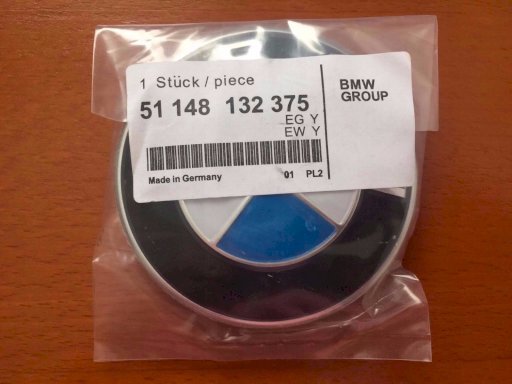 1 Stück / piece
51 148 132 375
EG Y
EW Y
Made in Germany 01 PL2
BMW
GROUP